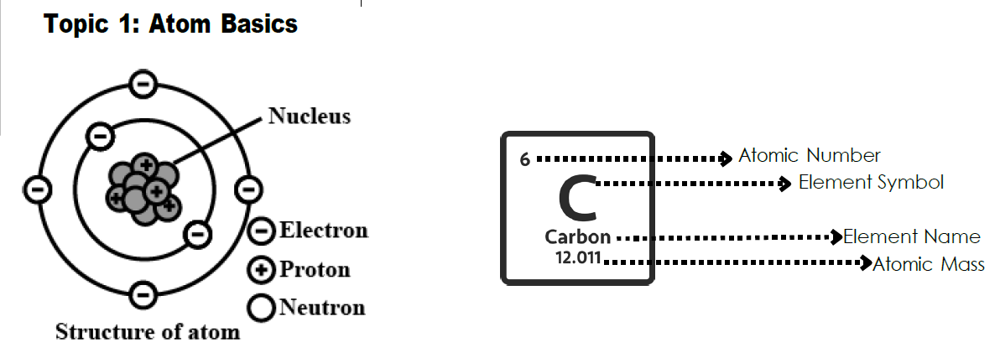 Topic 1: Atom Basics
Nucleus
Electron
Proton
Neutron
Structure of atom
6
Atomic Number
C
Element Symbol
Carbon
Element Name
12.011
Atomic Mass